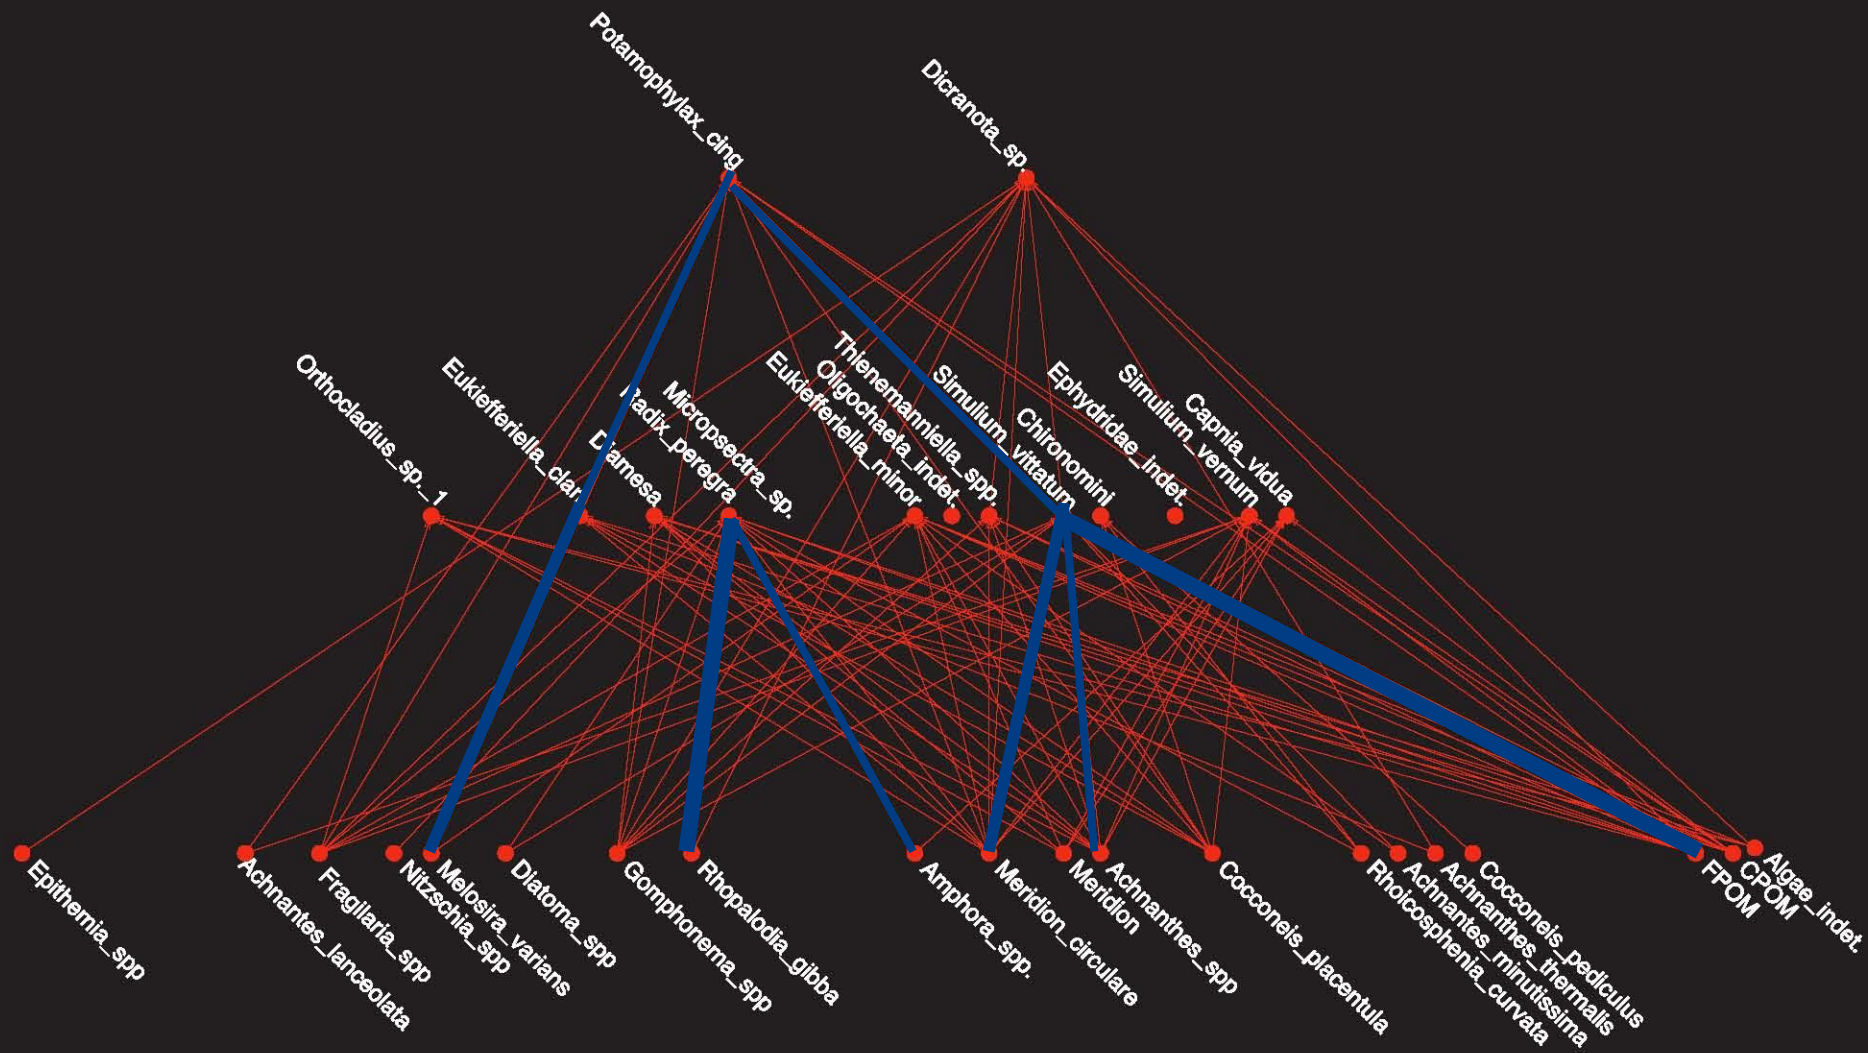 Potamophylax_cing
Dicranota_sp.
Orthocladius_sp._1
Eukiefferiella_clari
Diamesa
Radix_peregra
Micropsectra_sp.
Eukiefferiella_minor
Oligochaeta_indet.
Thienemanniella_spp.
Simulium_vittatum
Chironomini
Ephydridae_indet.
Simulium_vernum
Capnia_vidua
Epithemia_spp
Achnantes_lanceolata
Fragilaria_spp
Nitzschia_spp
Melosira_varians
Diatoma_spp
Gomphonema_spp
Rhopalodia_gibba
Amphora_spp.
Meridion_circulare
Meridion
Achnanthes_spp
Cocconeis_placentula
Rhoicosphenia_curvata
Achnantes_minutissima
Achnanthes_thermalis
Cocconeis_pediculus
FPOM
CPOM
Algae_indet.